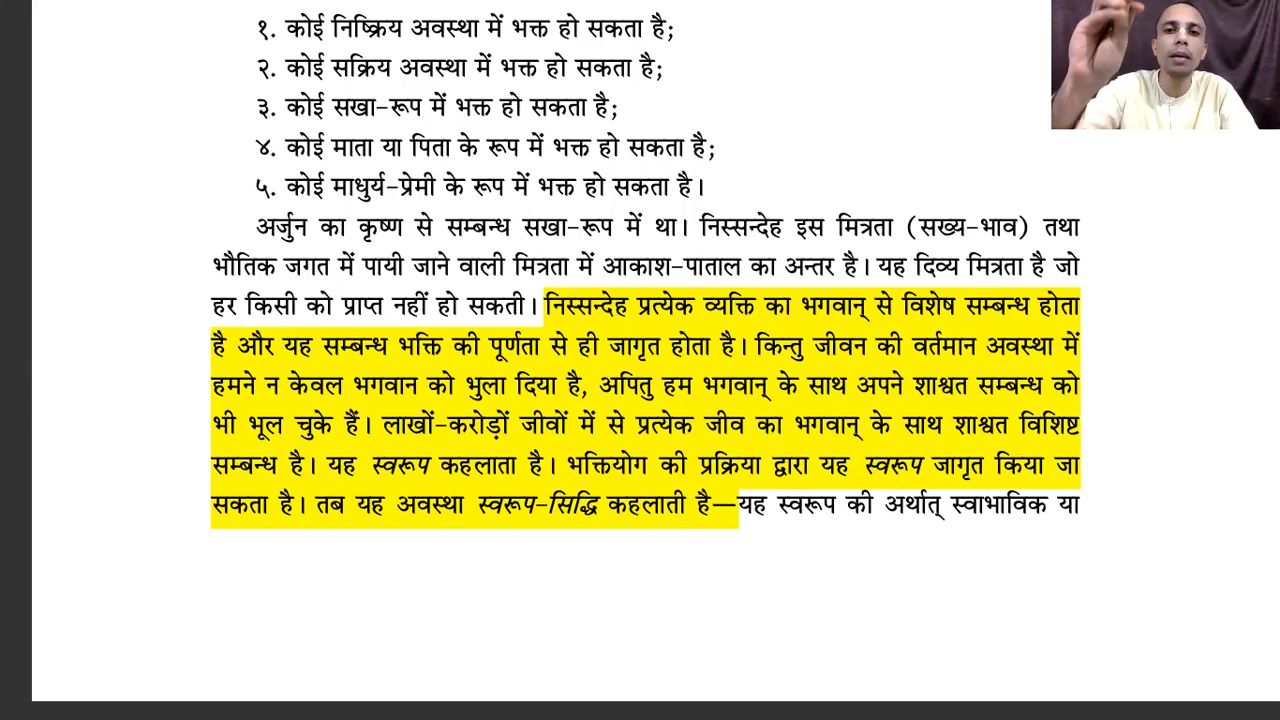 १. कोई निष्क्रिय अवस्था में भक्त हो सकता है;
२. कोई सक्रिय अवस्था में भक्त हो सकता है;
३. कोई सखा-रूप में भक्त हो सकता है;
४. कोई माता या पिता के रूप में भक्त हो सकता है;
५. कोई माधुर्य-प्रेमी के रूप में भक्त हो सकता है।
अर्जुन का कृष्ण से सम्बन्ध सखा-रूप में था। निस्सन्देह इस मित्रता (सख्य-भाव) तथा
भौतिक जगत में पायी जाने वाली मित्रता में आकाश-पाताल का अन्तर है। यह दिव्य मित्रता है जो
हर किसी को प्राप्त नहीं हो सकती। निस्सन्देह प्रत्येक व्यक्ति का भगवान् से विशेष सम्बन्ध होता
है और यह सम्बन्ध भक्ति की पूर्णता से ही जागृत होता है। किन्तु जीवन की वर्तमान अवस्था में
हमने न केवल भगवान को भुला दिया है, अपितु हम भगवान् के साथ अपने शाश्वत सम्बन्ध को
भी भूल चुके हैं। लाखों-करोड़ों जीवों में से प्रत्येक जीव का भगवान् के साथ शाश्वत विशिष्ट
सम्बन्ध है। यह स्वरूप कहलाता है। भक्तियोग की प्रक्रिया द्वारा यह स्वरूप जागृत किया जा
सकता है। तब यह अवस्था स्वरूप-सिद्धि कहलाती है—यह स्वरूप की अर्थात् स्वाभाविक या